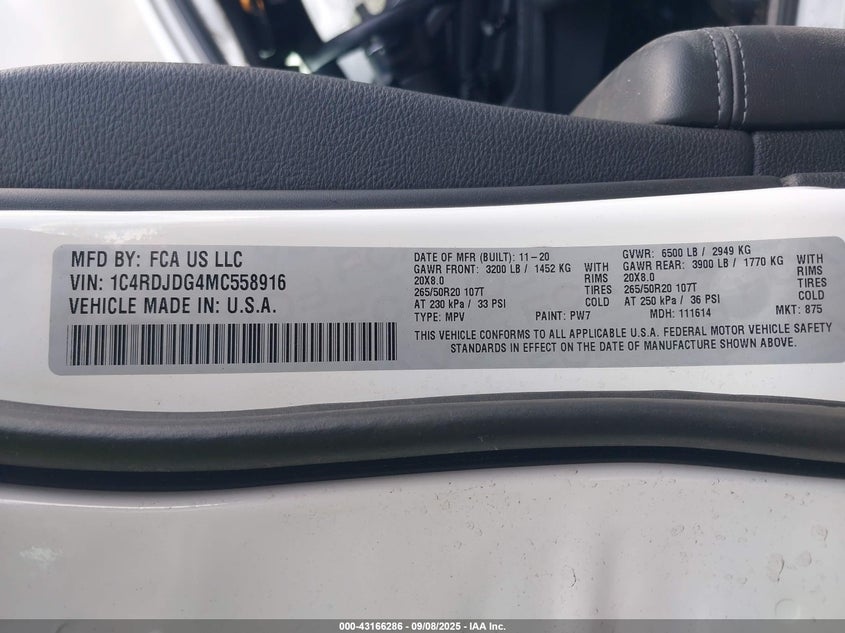 MFD BY: FCA US LLC
VIN: 1C4RDJDG4MC558916
VEHICLE MADE IN: U.S.A.
DATE OF MFR (BUILT): 11-20 GVWR: 6500 LB / 2949 KG
GAWR FRONT: 3200 LB / 1452 KG WITH GAWR REAR: 3900 LB / 1770 KG WITH
20X8.0 RIMS 20X8.0 RIMS
265/50R20 107T TIRES 265/50R20 107T TIRES
AT 230 kPa / 33 PSI COLD AT 250 kPa / 36 PSI COLD
TYPE: MPV PAINT: PW7 MDH: 111614 MKT: 875
THIS VEHICLE CONFORMS TO ALL APPLICABLE U.S.A. FEDERAL MOTOR VEHICLE SAFETY
STANDARDS IN EFFECT ON THE DATE OF MANUFACTURE SHOWN ABOVE.
000-43166286 - 09/08/2025 - IAA Inc.